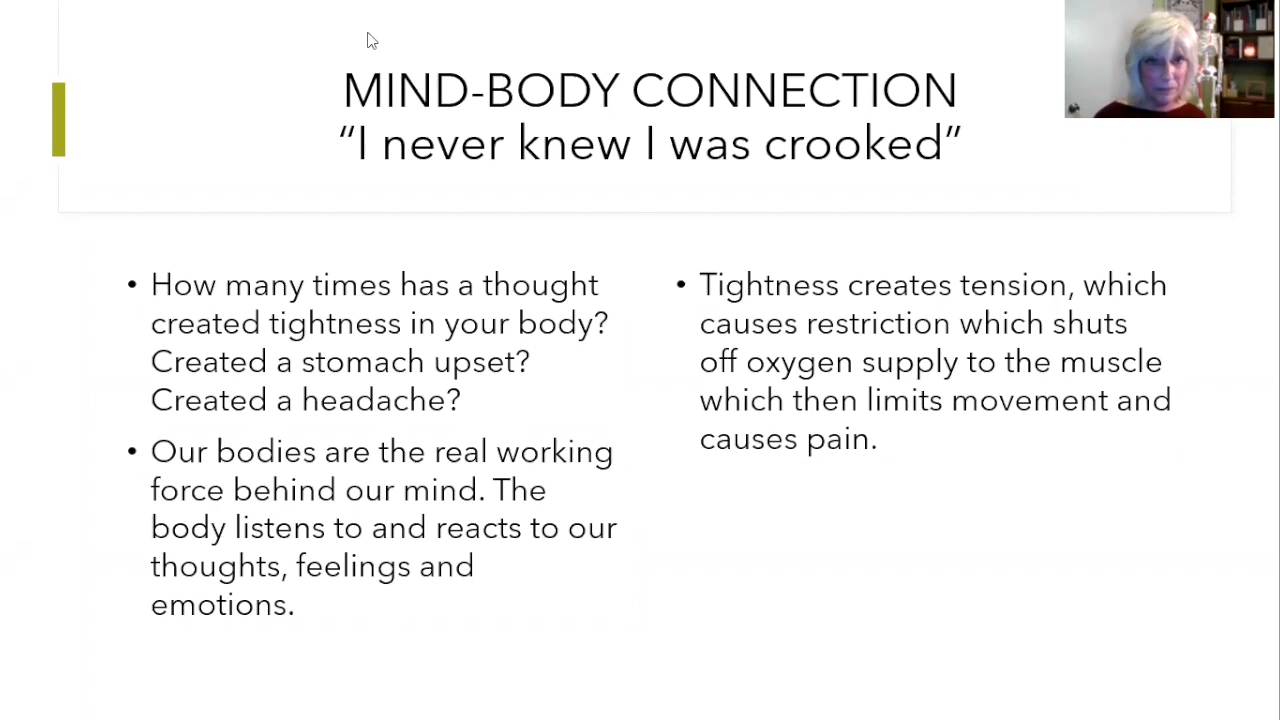 MIND-BODY CONNECTION
“I never knew I was crooked”
• How many times has a thought
created tightness in your body?
Created a stomach upset?
Created a headache?
• Our bodies are the real working
force behind our mind. The
body listens to and reacts to our
thoughts, feelings and
emotions.
• Tightness creates tension, which
causes restriction which shuts
off oxygen supply to the muscle
which then limits movement and
causes pain.